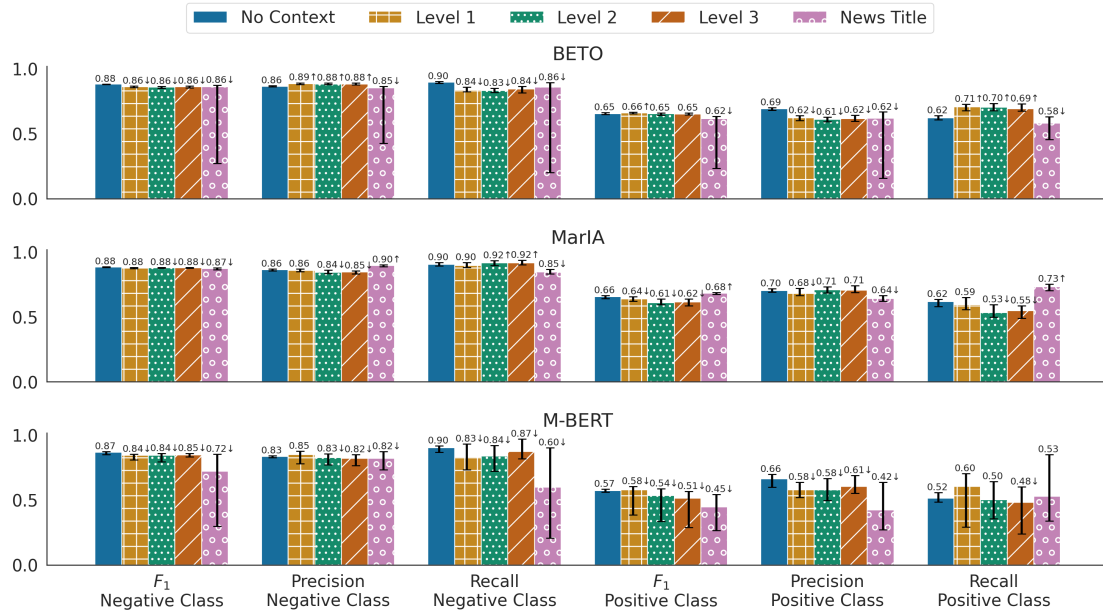 No Context Level 1 Level 2 Level 3 News Title
BETO
1.0
0.5
0.0
0.88 0.86↓ 0.86↓ 0.86↓ 0.86↓
0.86 0.89↑ 0.88↑ 0.88↑ 0.85↓
0.90 0.84↓ 0.83↓ 0.84↓ 0.86↓
0.65 0.66↑ 0.65 0.65 0.62↓
0.69 0.62↓ 0.61↓ 0.62↓ 0.62↓
0.62 0.71↑ 0.70↑ 0.69↑ 0.58↓
MarIA
1.0
0.5
0.0
0.88 0.88 0.88↓ 0.88↓ 0.87↓
0.86 0.86 0.84↓ 0.85↓ 0.90↑
0.90 0.90 0.92↑ 0.92↑ 0.85↓
0.65 0.64↓ 0.61↓ 0.62↓ 0.68↑
0.70 0.68↓ 0.71 0.71 0.64↓
0.62 0.59 0.53↓ 0.55↓ 0.73↑
M-BERT
1.0
0.5
0.0
0.87 0.84↓ 0.84↓ 0.85↓ 0.72↓
0.83 0.85 0.83↓ 0.82↓ 0.82↓
0.90 0.83↓ 0.84↓ 0.87↓ 0.60↓
0.57 0.58↓ 0.54↓ 0.51↓ 0.45↓
0.66 0.58↓ 0.58↓ 0.61↓ 0.42↓
0.52 0.60 0.50 0.48↓ 0.53
F1
Negative Class
Precision
Negative Class
Recall
Negative Class
F1
Positive Class
Precision
Positive Class
Recall
Positive Class